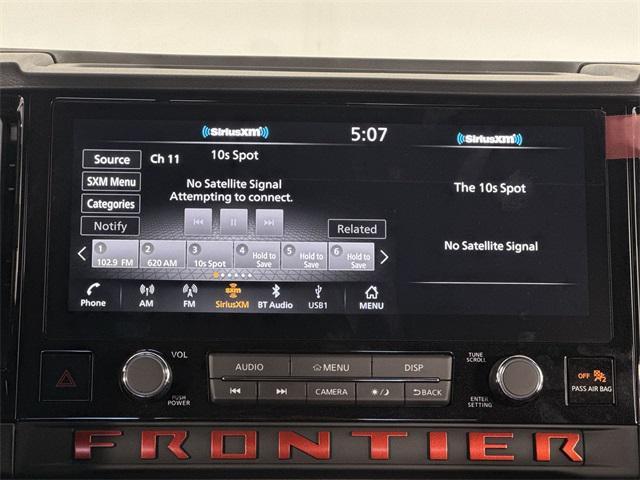 SiriusXM
5:07
SiriusXM
Source
Ch 11
10s Spot
SXM Menu
No Satellite Signal
Attempting to connect.
The 10s Spot
Categories
Notify
Related
No Satellite Signal
1 2 3 4 5 6
102.9 FM
620 AM
10s Spot
Hold to Save
Hold to Save
Hold to Save
Phone
AM
FM
sxm
SiriusXM
BT Audio
USB1
MENU
VOL
PUSH POWER
AUDIO
MENU
DISP
CAMERA
BACK
TUNE SCROLL
ENTER SETTING
OFF
2
PASS AIR BAG
FRONTIER